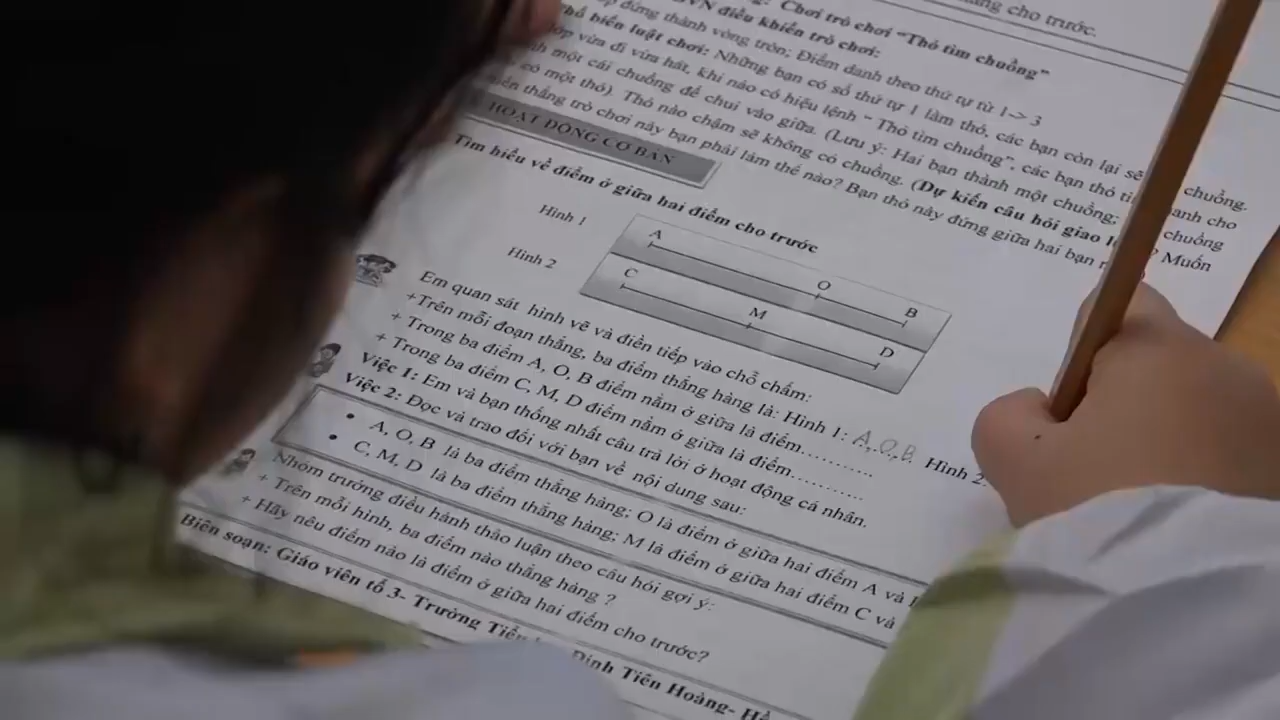 ng cho trước.
Chơi trò chơi “Thỏ tìm chuồng”
điều khiển trò chơi:
đứng thành vòng tròn; Điểm danh theo thứ tự từ 1-> 3
biến luật chơi: Những bạn có số thứ tự 1 làm thỏ, các bạn còn lại sẽ chuồng.
vừa đi vừa hát, khi nào có hiệu lệnh “ Thỏ tìm chuồng”, các bạn thỏ anh cho
một cái chuồng để chui vào giữa. (Lưu ý: Hai bạn thành một chuồng; chuồng
có một thỏ). Thỏ nào chậm sẽ không có chuồng. (Dự kiến câu hỏi giao ? Muốn
thắng trò chơi này bạn phải làm thế nào? Bạn thỏ này đứng giữa hai bạn
HOẠT ĐỘNG CƠ BẢN
Tìm hiểu về điểm ở giữa hai điểm cho trước
Hình 1
A O B
Hình 2
C M D
Em quan sát hình vẽ và điền tiếp vào chỗ chấm:
+Trên mỗi đoạn thẳng, ba điểm thẳng hàng là: Hình 1: A,O,B Hình 2
+ Trong ba điểm A, O, B điểm nằm ở giữa là điểm............
+ Trong ba điểm C, M, D điểm nằm ở giữa là điểm............
Việc 1: Em và bạn thống nhất câu trả lời ở hoạt động cá nhân.
Việc 2: Đọc và trao đổi với bạn về nội dung sau:
• A, O, B là ba điểm thẳng hàng; O là điểm ở giữa hai điểm A và
• C, M, D là ba điểm thẳng hàng; M là điểm ở giữa hai điểm C và
Nhóm trưởng điều hành thảo luận theo câu hỏi gợi ý:
+ Trên mỗi hình, ba điểm nào thẳng hàng ?
+ Hãy nêu điểm nào là điểm ở giữa hai điểm cho trước?
Biên soạn: Giáo viên tổ 3- Trường Tiểu Đinh Tiên Hoàng-